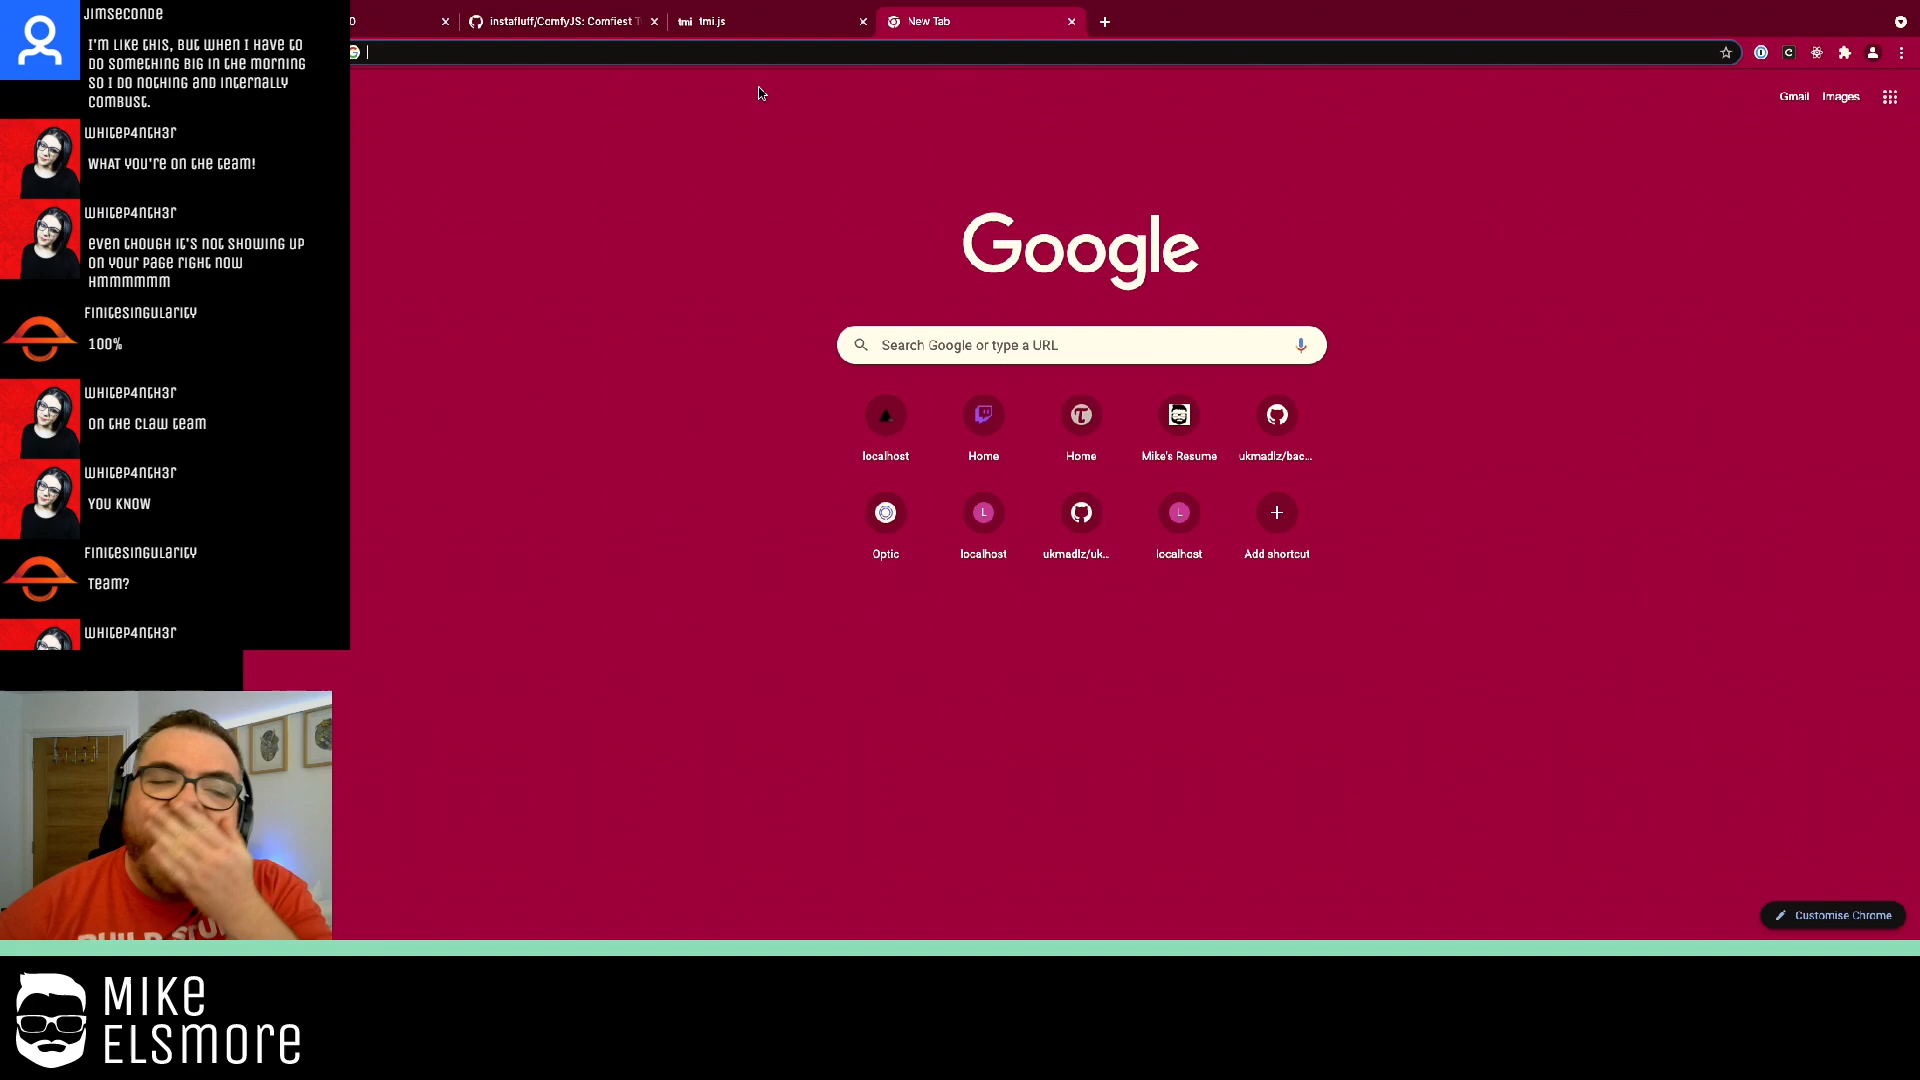 Jimseconde
I'm like this, but when I have to
do something big in the morning
so I do nothing and internally
combust.
whitep4nth3r
WHAT you're on the team!
whitep4nth3r
even though it's not showing up
on your page right now
hmmmmmm
finitesingularity
100%
whitep4nth3r
on the claw team
whitep4nth3r
YOU KNOW
finitesingularity
Team?
whitep4nth3r
0
instafluff/ComfyJS: Comfiest T
tmi tmi.js
New Tab
Gmail Images
Google
Search Google or type a URL
localhost
Home
Home
Mike's Resume
ukmadlz/bac...
Optic
L
localhost
ukmadlz/uk...
L
localhost
Add shortcut
Customise Chrome
BUILD STU
Mike
Elsmore